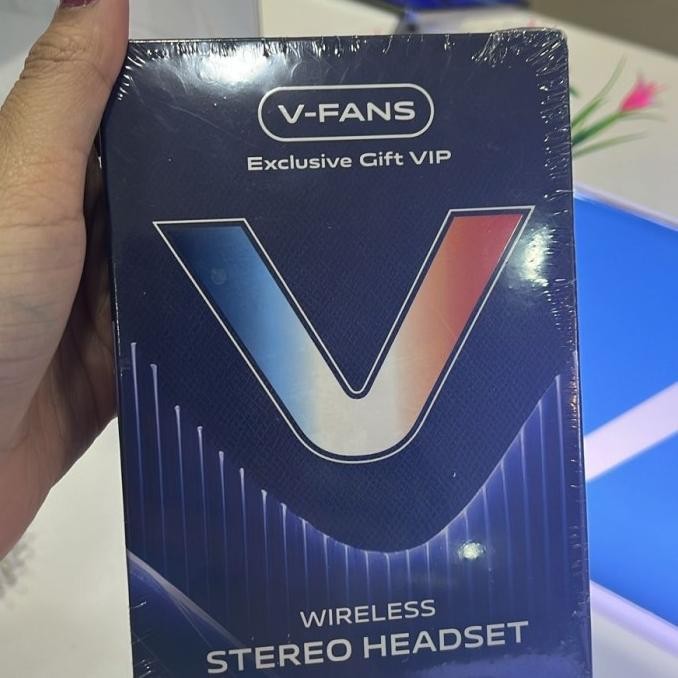 V-FANS
Exclusive Gift VIP
V
WIRELESS
STEREO HEADSET